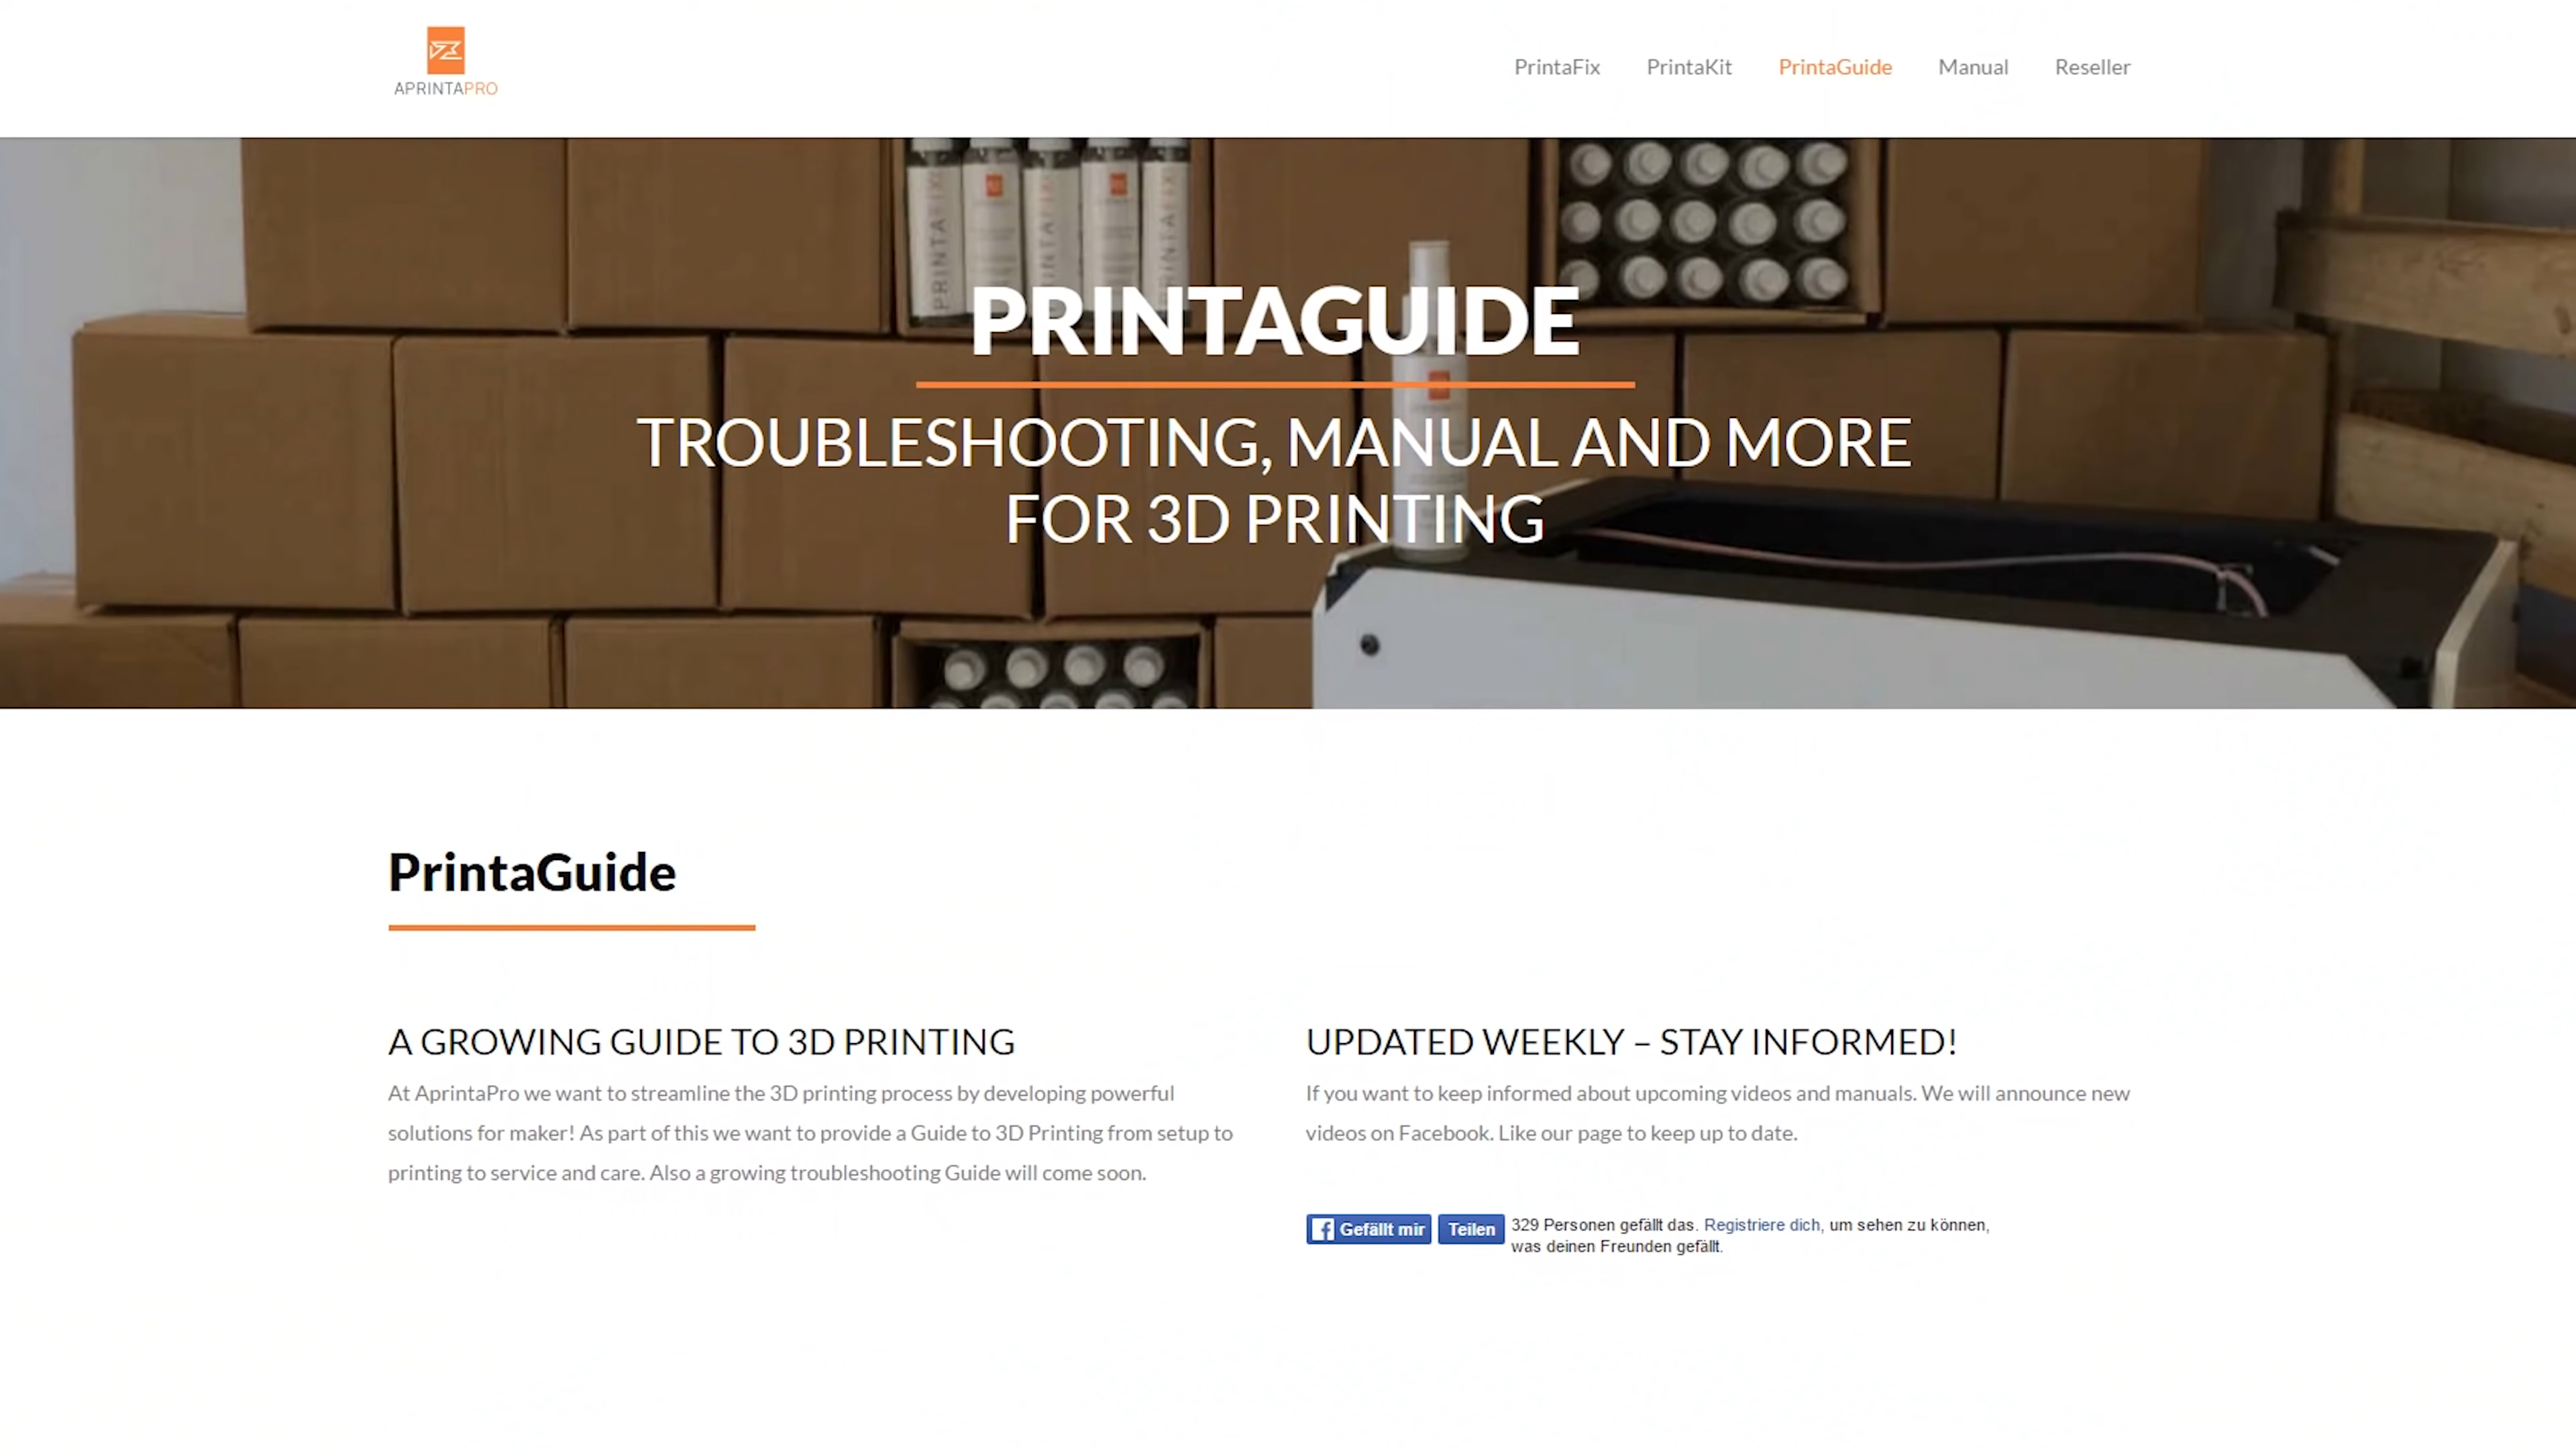 APRINTAPRO
PrintaFix PrintaKit PrintaGuide Manual Reseller
PRINTAFIX PRINTAFIX PRINTAFIX
PRINTAGUIDE
TROUBLESHOOTING, MANUAL AND MORE
FOR 3D PRINTING
PrintaGuide
A GROWING GUIDE TO 3D PRINTING
At AprintaPro we want to streamline the 3D printing process by developing powerful
solutions for maker! As part of this we want to provide a Guide to 3D Printing from setup to
printing to service and care. Also a growing troubleshooting Guide will come soon.
UPDATED WEEKLY – STAY INFORMED!
If you want to keep informed about upcoming videos and manuals. We will announce new
videos on Facebook. Like our page to keep up to date.
Gefällt mir Teilen 329 Personen gefällt das. Registriere dich, um sehen zu können,
was deinen Freunden gefällt.